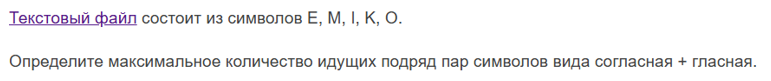 Текстовый файл состоит из символов E, M, I, K, O.
Определите максимальное количество идущих подряд пар символов вида согласная + гласная.